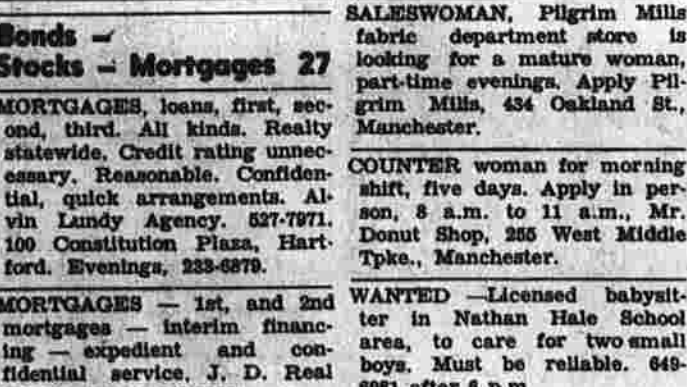 Bonds –
Stocks – Mortgages 27
MORTGAGES, loans, first, sec-
ond, third. All kinds. Realty
statewide. Credit rating unnec-
essary. Reasonable. Confiden-
tial, quick arrangements. Al-
vin Lundy Agency. 527-7971.
100 Constitution Plaza, Hart-
ford. Evenings, 233-6879.
MORTGAGES — 1st, and 2nd
mortgages — interim financ-
ing — expedient and con-
fidential service. J. D. Real
SALESWOMAN, Pilgrim Mills
fabric department store is
looking for a mature woman,
part-time evenings. Apply Pil-
grim Mills, 434 Oakland St.,
Manchester.
COUNTER woman for morning
shift, five days. Apply in per-
son, 8 a.m. to 11 a.m., Mr.
Donut Shop, 255 West Middle
Tpke., Manchester.
WANTED —Licensed babysit-
ter in Nathan Hale School
area, to care for two small
boys. Must be reliable. 649-
after 6 p.m.